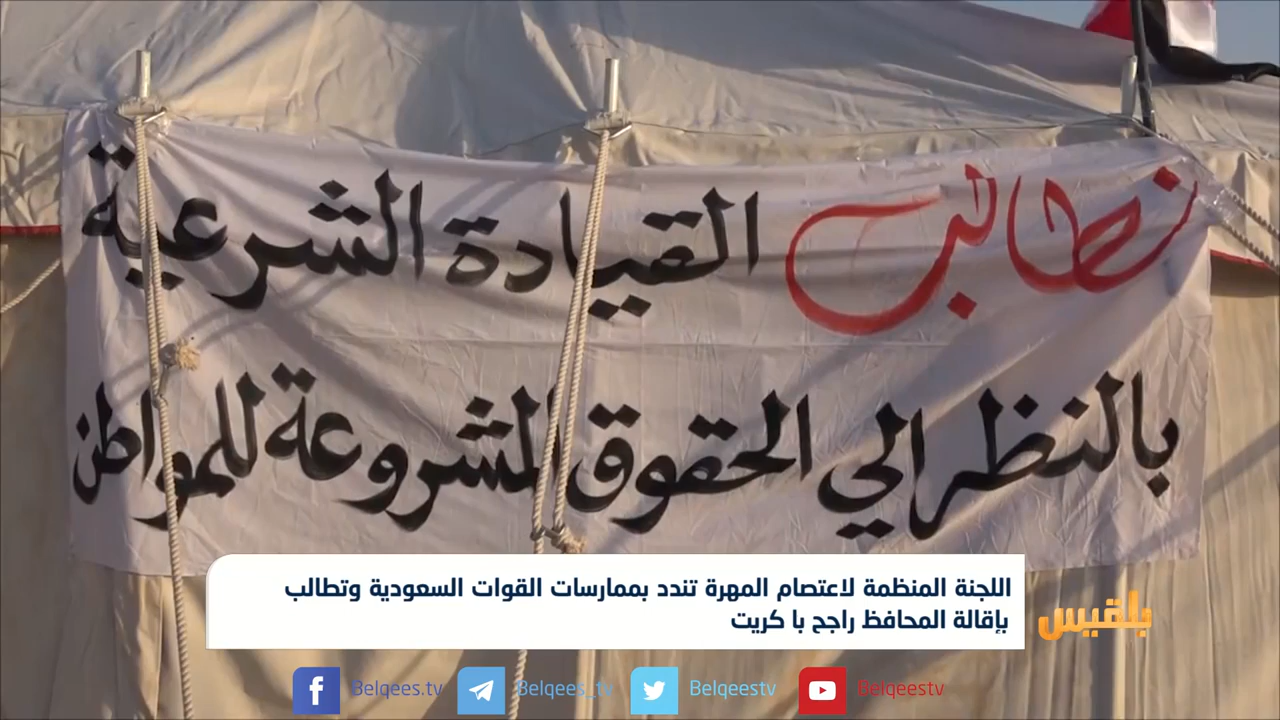 نطالب القيادة الشرعية
بالنظر الي الحقوق المشروعة للمواطن
اللجنة المنظمة لاعتصام المهرة تندد بممارسات القوات السعودية وتطالب
بإقالة المحافظ راجح با كريت
بلقيس
Belqees.tv Belqees_tv Belqeestv Belqeestv